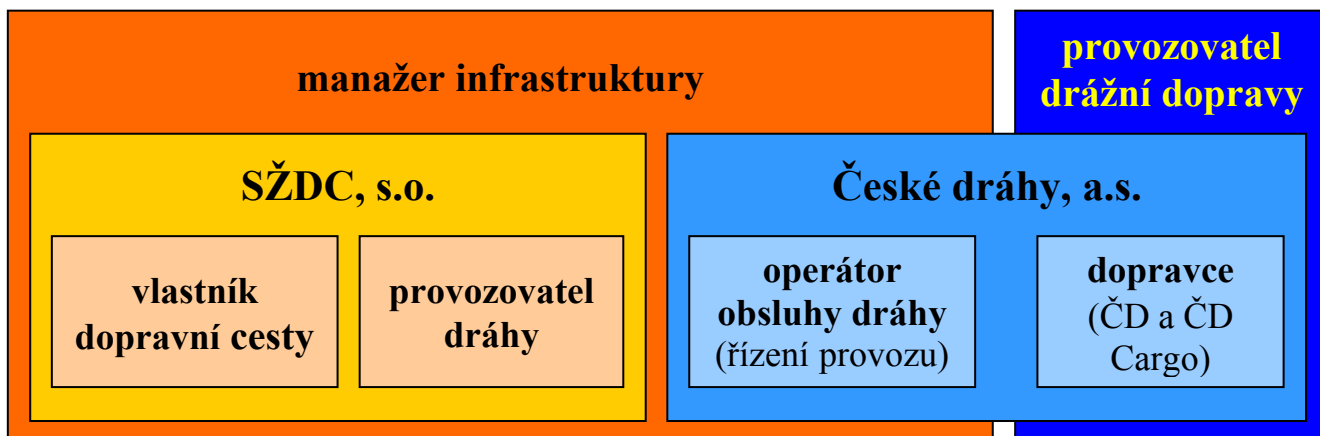 manažer infrastruktury
provozovatel
drážní dopravy
SŽDC, s.o.
České dráhy, a.s.
vlastník
dopravní cesty
provozovatel
dráhy
operátor
obsluhy dráhy
(řízení provozu)
dopravce
(ČD a ČD
Cargo)